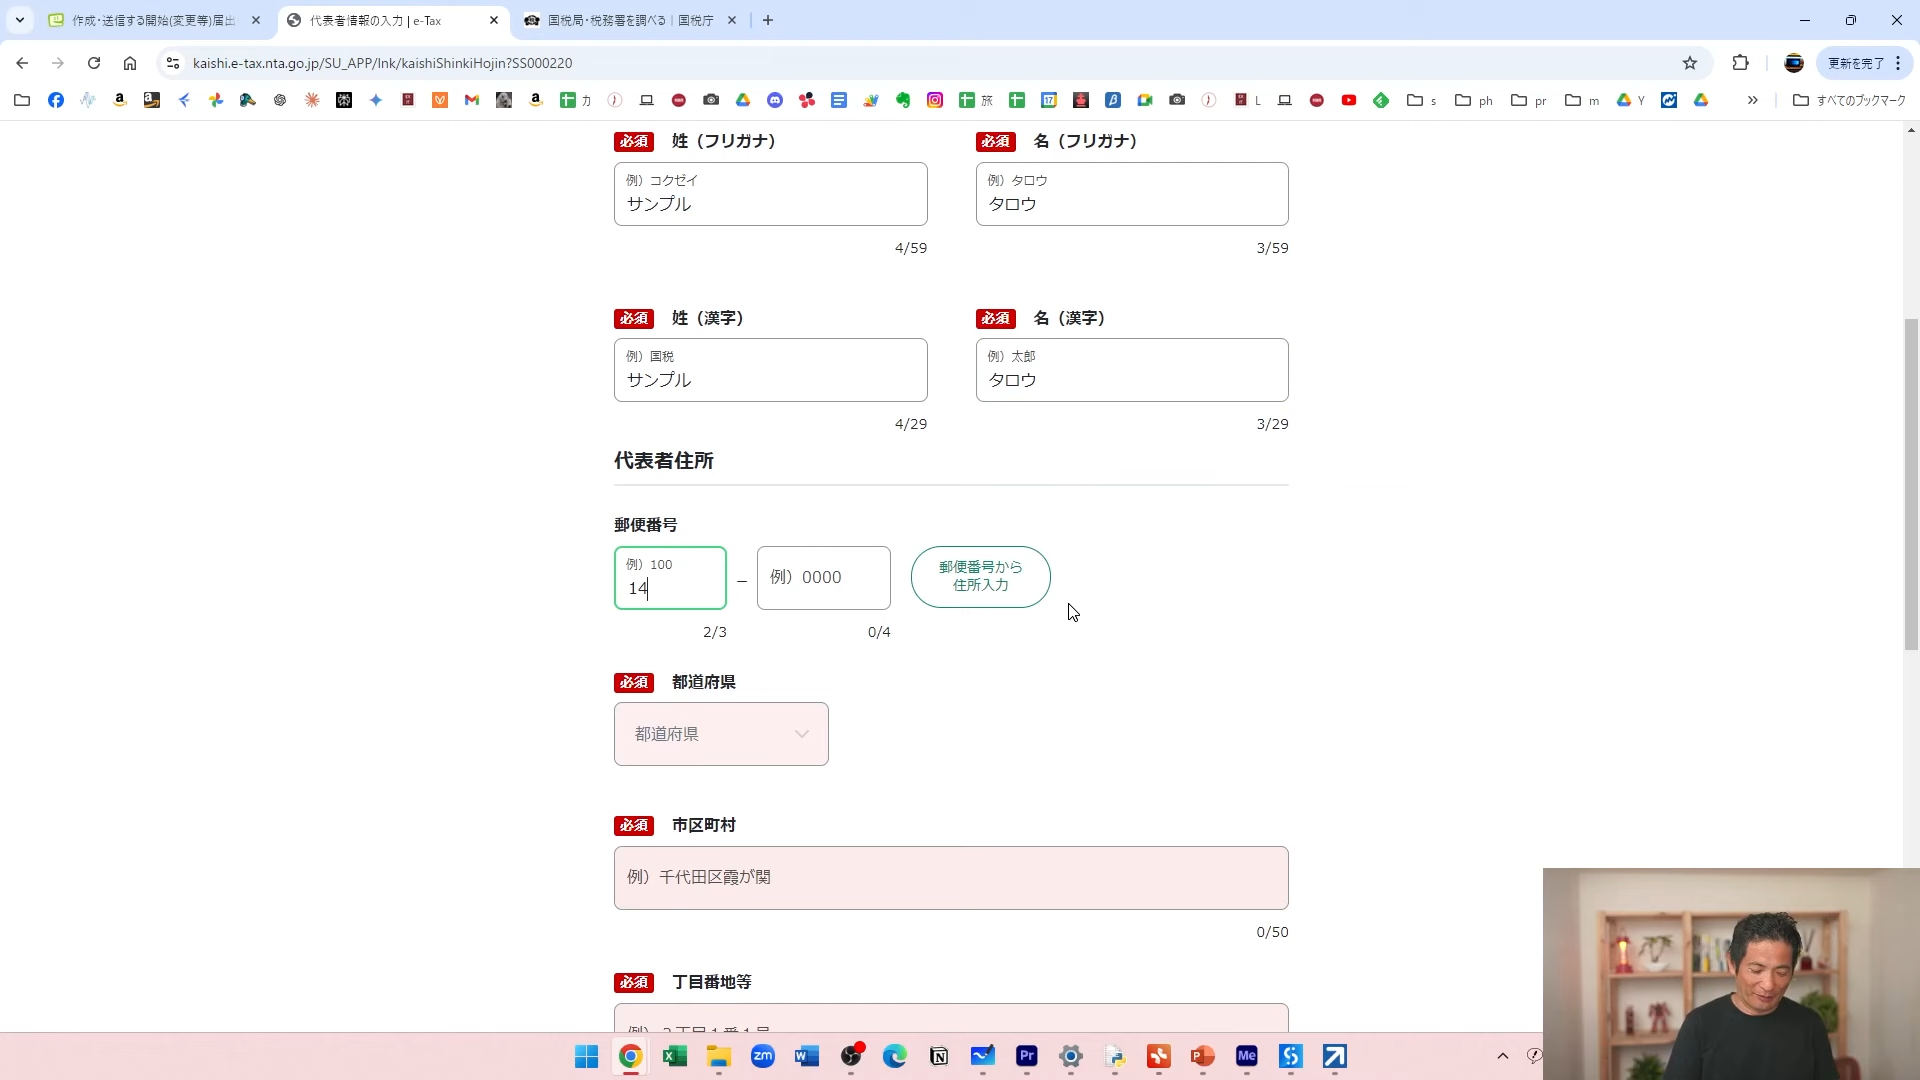 作成・送信する開始(変更等)届出
代表者情報の入力 | e-Tax
国税局・税務署を調べる｜国税庁
kaishi.e-tax.nta.go.jp/SU_APP/lnk/kaishiShinkiHojin?SS000220
更新を完了
カ
旅
L
s
ph
pr
m
Y
すべてのブックマーク
必須 姓（フリガナ）
必須 名（フリガナ）
例）コクゼイ
サンプル
例）タロウ
タロウ
4/59
3/59
必須 姓（漢字）
必須 名（漢字）
例）国税
サンプル
例）太郎
タロウ
4/29
3/29
代表者住所
郵便番号
例）100
14
–
例）0000
郵便番号から
住所入力
2/3
0/4
必須 都道府県
都道府県
必須 市区町村
例）千代田区霞が関
0/50
必須 丁目番地等
zm
Pr
Me